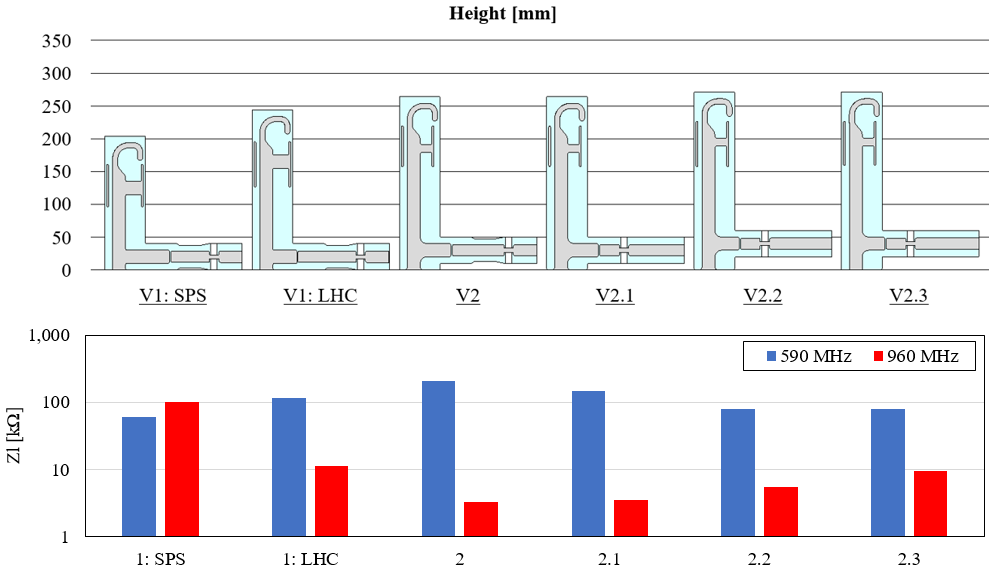 Height [mm]
350
300
250
200
150
100
50
0
V1: SPS V1: LHC V2 V2.1 V2.2 V2.3
1,000
590 MHz 960 MHz
100
Zl [kΩ]
10
1
1: SPS 1: LHC 2 2.1 2.2 2.3